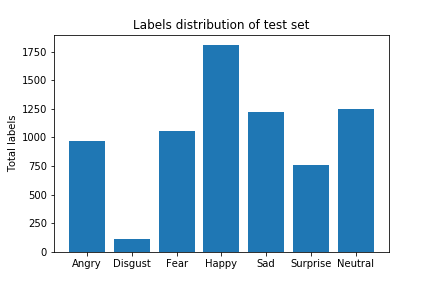 Labels distribution of test set
Total labels
1750
1500
1250
1000
750
500
250
0
Angry Disgust Fear Happy Sad Surprise Neutral